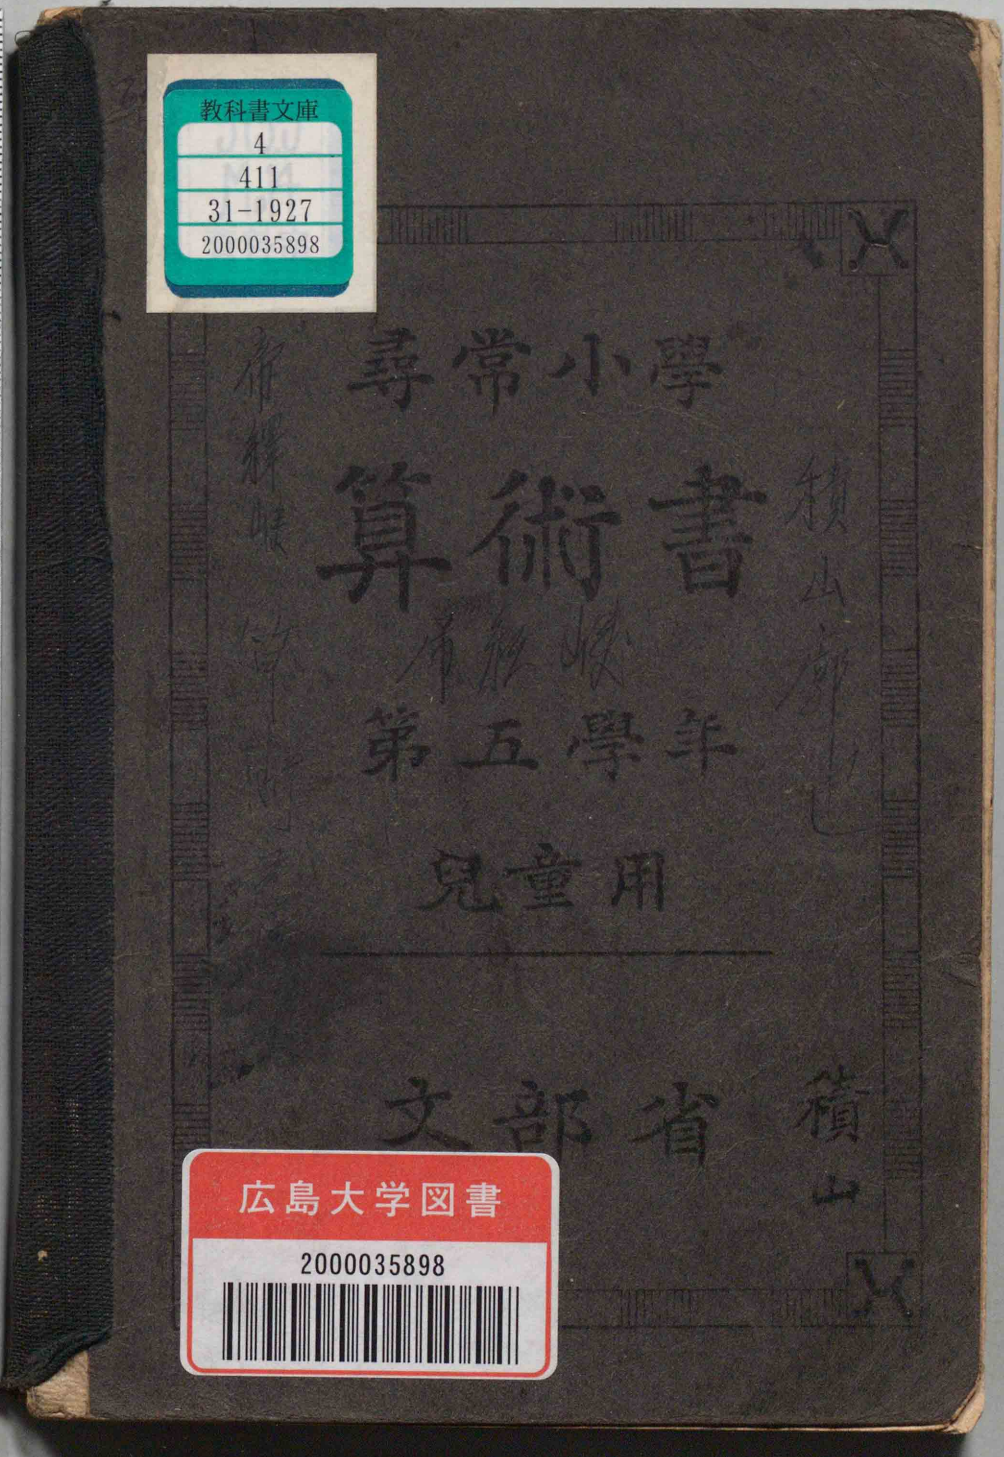 教科書文庫
4
411
31-1927
2000035898
尋常小學
算術書
第五學年
兒童用
文部省
積山
広島大学図書
2000035898